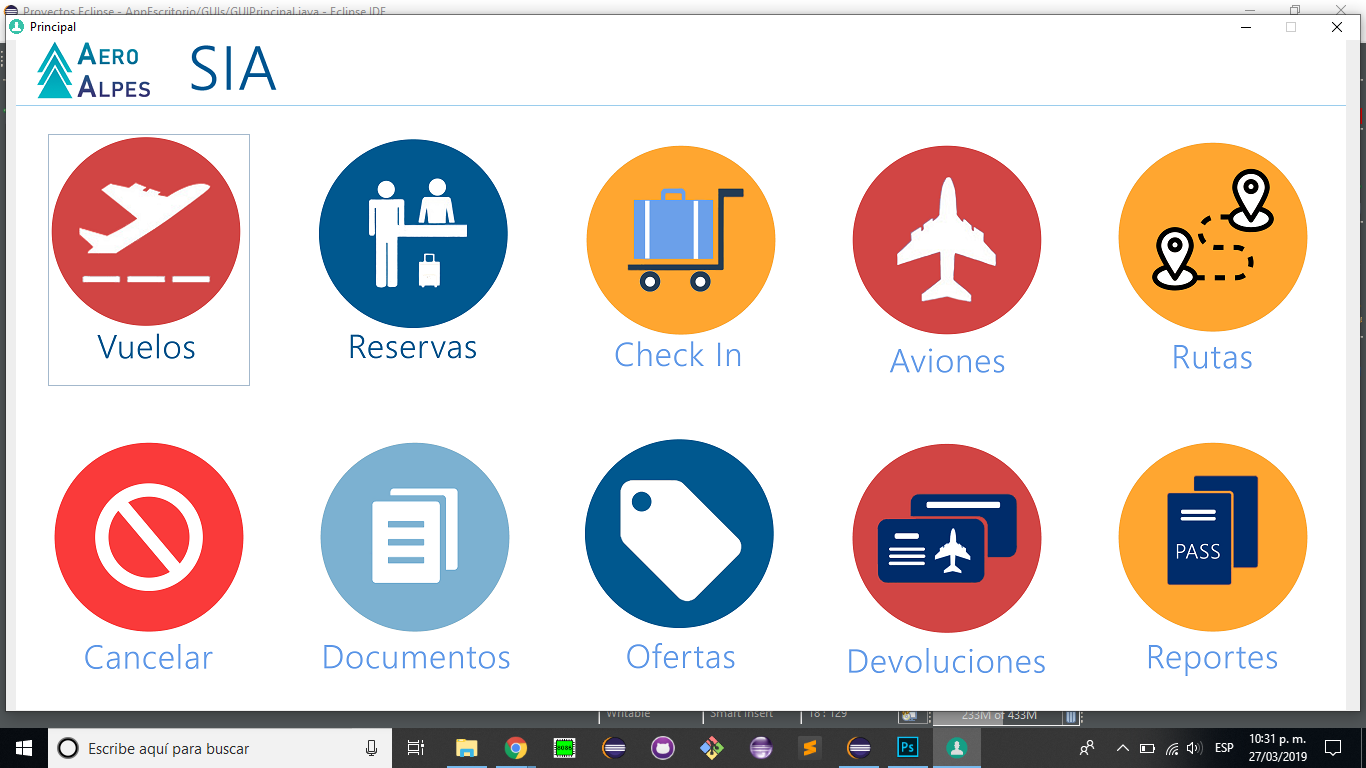 Proyectos Eclipse - AppEscritorio/GUIs/GUIPrincipal.java - Eclipse IDE
Principal
AERO
ALPES
SIA
Vuelos
Reservas
Check In
Aviones
Rutas
PASS
Cancelar
Documentos
Ofertas
Devoluciones
Reportes
Writable
Smart Insert
18 : 129
233M of 433M
Escribe aquí para buscar
8086
Ps
ESP
10:31 p. m.
27/03/2019